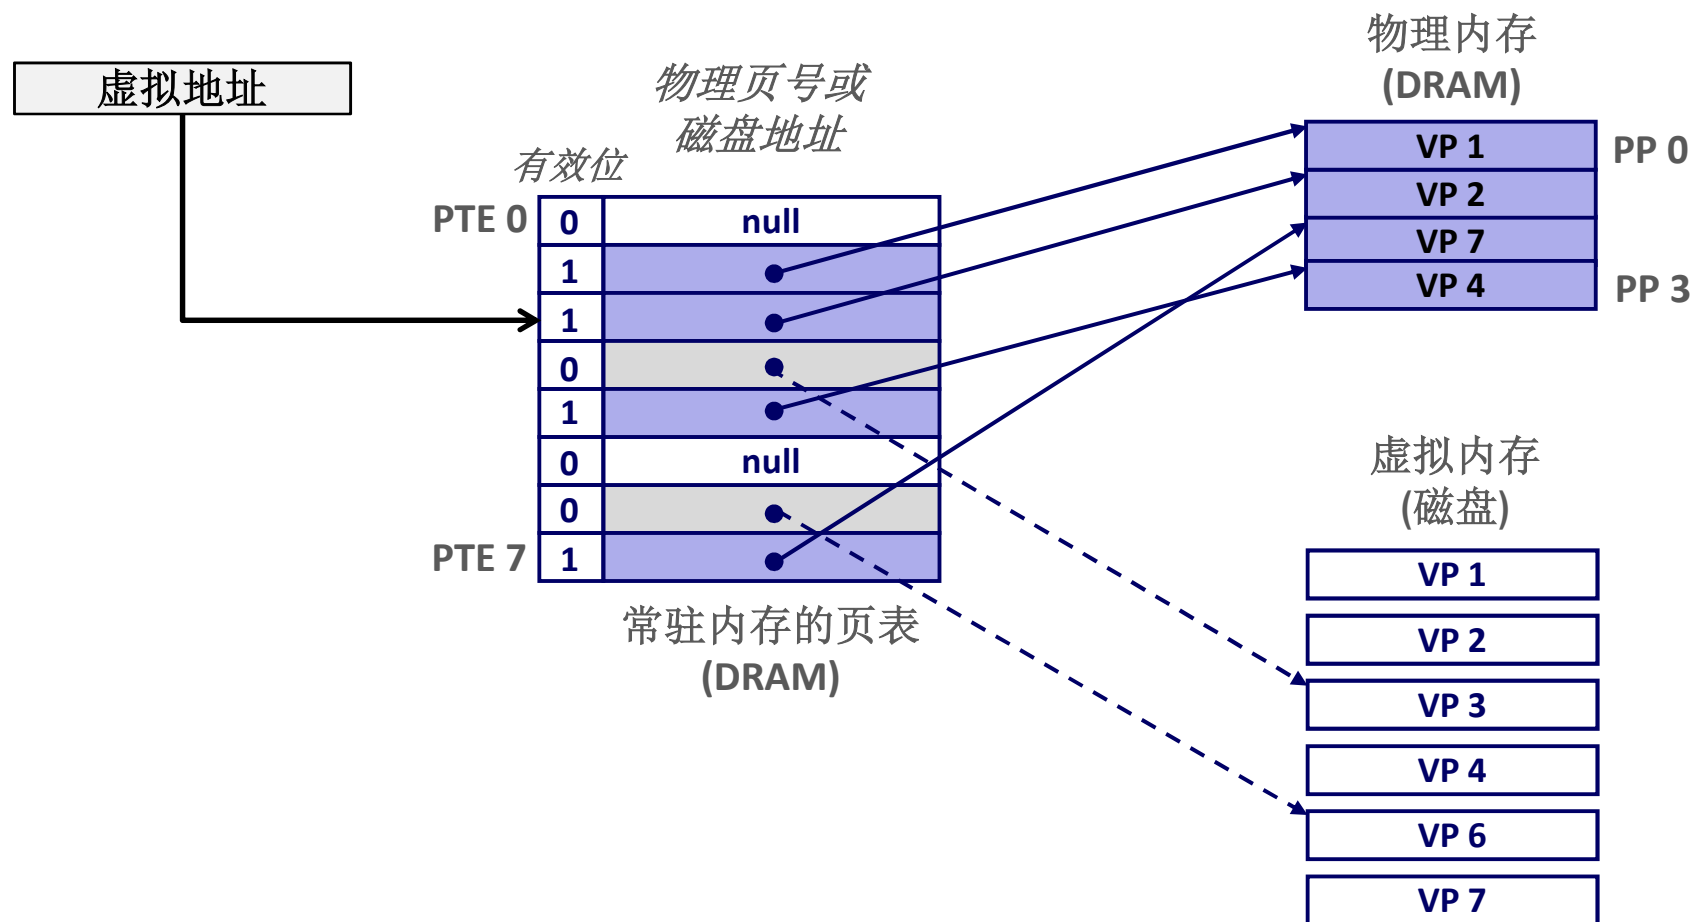 虚拟地址
物理页号或
磁盘地址
有效位
PTE 0
0
null
1
1
0
1
0
null
0
PTE 7
1
常驻内存的页表
(DRAM)
物理内存
(DRAM)
VP 1
PP 0
VP 2
VP 7
VP 4
PP 3
虚拟内存
(磁盘)
VP 1
VP 2
VP 3
VP 4
VP 6
VP 7